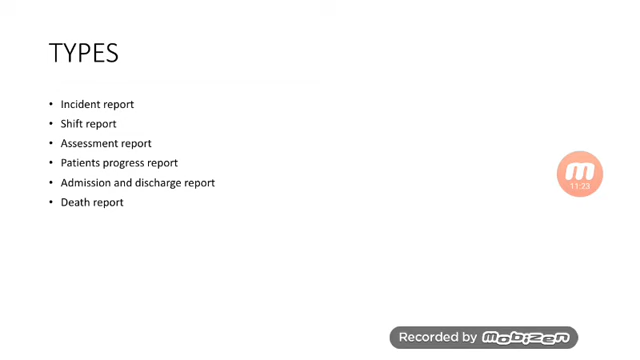 TYPES
• Incident report
• Shift report
• Assessment report
• Patients progress report
• Admission and discharge report
• Death report
m
11:23
Recorded by mobizen